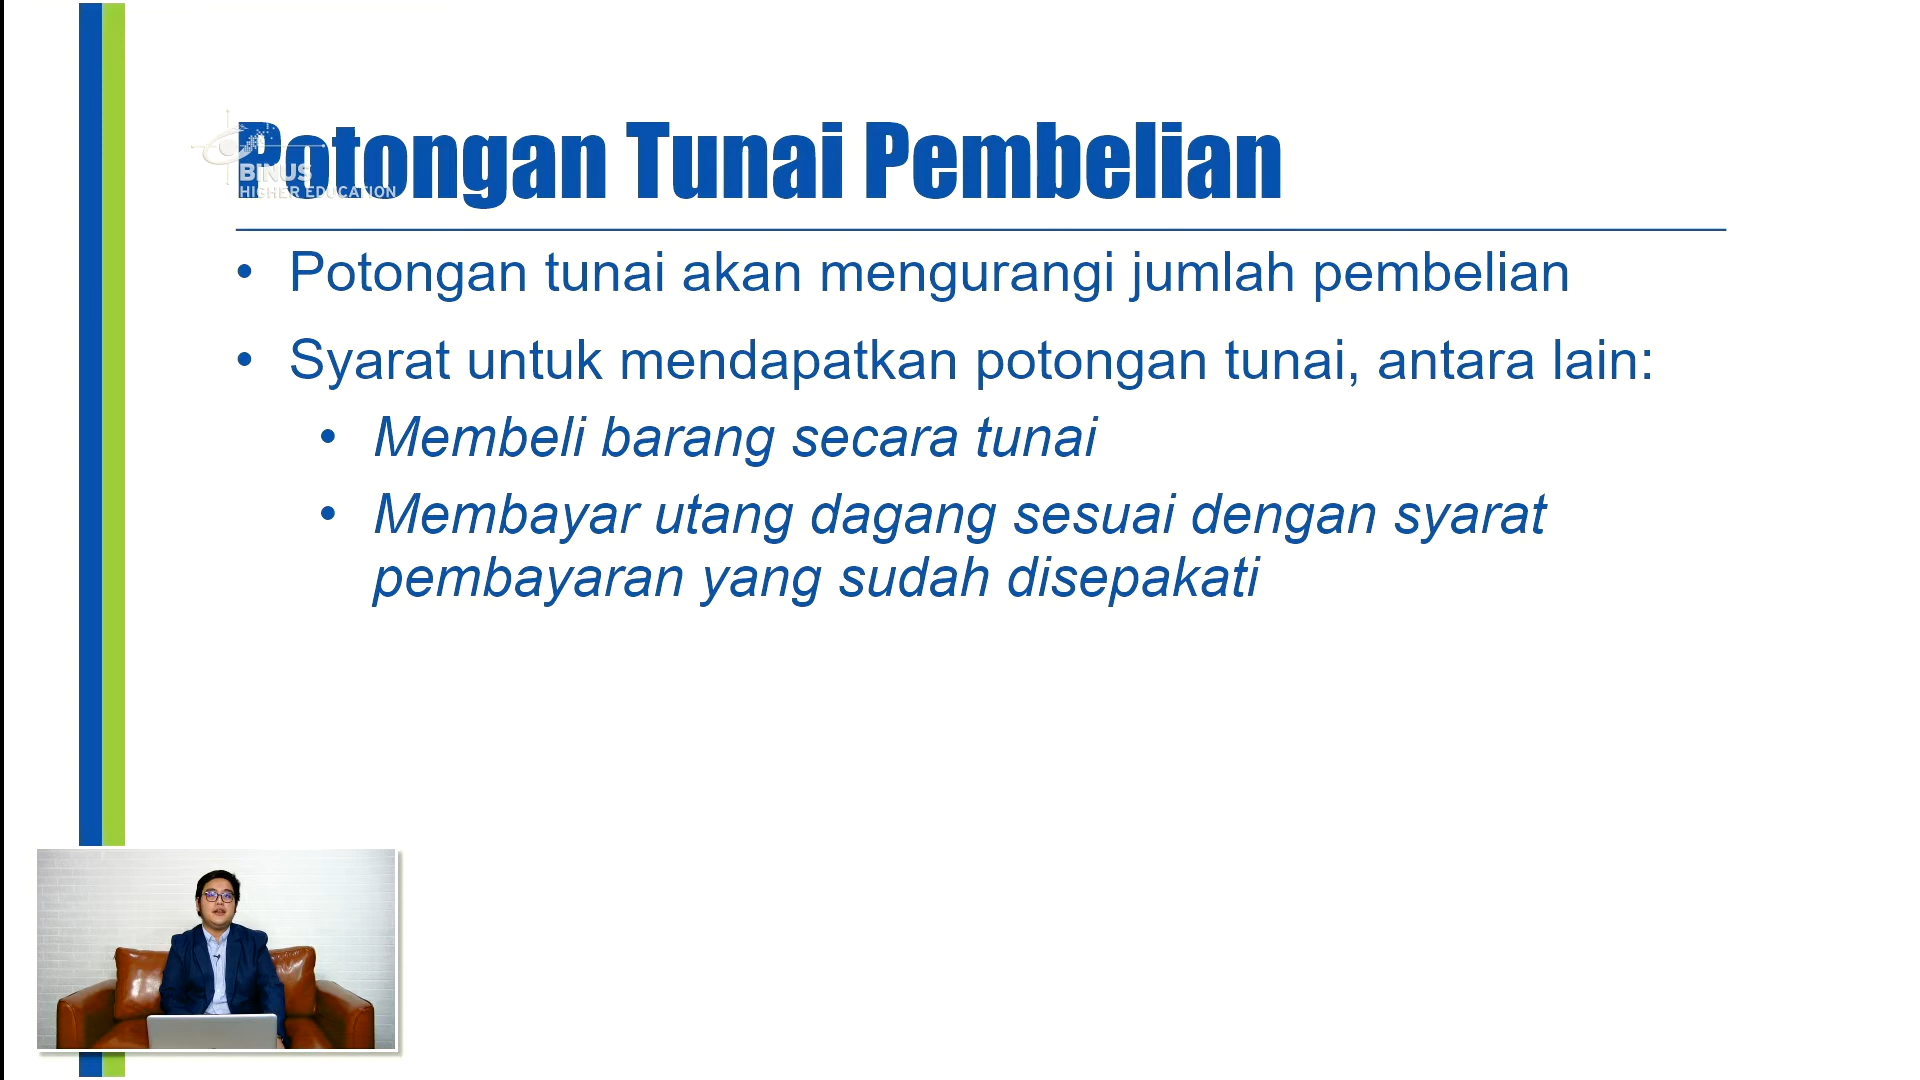 Potongan Tunai Pembelian
BINUS
HIGHER EDUCATION
• Potongan tunai akan mengurangi jumlah pembelian
• Syarat untuk mendapatkan potongan tunai, antara lain:
• Membeli barang secara tunai
• Membayar utang dagang sesuai dengan syarat
pembayaran yang sudah disepakati